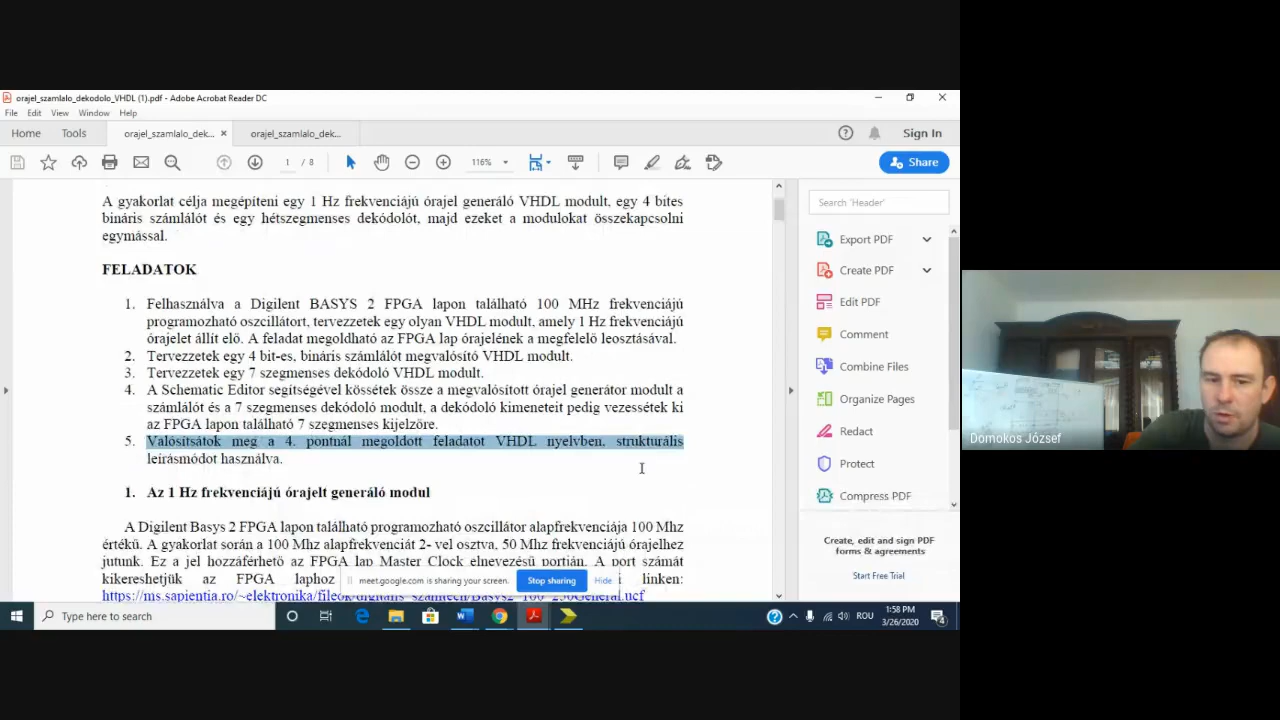 orajel_szamlalo_dekodolo_VHDL (1).pdf - Adobe Acrobat Reader DC
File Edit View Window Help
Home Tools orajel_szamlalo_dek... × orajel_szamlalo_dek... Sign In
1 / 8 116% Share
A gyakorlat célja megépíteni egy 1 Hz frekvenciájú órajel generáló VHDL modult, egy 4 bites
bináris számlálót és egy hétszegmenses dekódolót, majd ezeket a modulokat összekapcsolni
egymással.
FELADATOK
1. Felhasználva a Digilent BASYS 2 FPGA lapon található 100 MHz frekvenciájú
programozható oszcillátort, tervezzetek egy olyan VHDL modult, amely 1 Hz frekvenciájú
órajelet állít elő. A feladat megoldható az FPGA lap órajelének a megfelelő leosztásával.
2. Tervezzetek egy 4 bit-es, bináris számlálót megvalósító VHDL modult.
3. Tervezzetek egy 7 szegmenses dekódoló VHDL modult.
4. A Schematic Editor segítségével kössétek össze a megvalósított órajel generátor modult a
számlálót és a 7 szegmenses dekódoló modult, a dekódoló kimeneteit pedig vezessétek ki
az FPGA lapon található 7 szegmenses kijelzőre.
5. Valósítsátok meg a 4. pontnál megoldott feladatot VHDL nyelvben, strukturális
leírásmódot használva.
1. Az 1 Hz frekvenciájú órajelt generáló modul
A Digilent Basys 2 FPGA lapon található programozható oszcillátor alapfrekvenciája 100 Mhz
értékű. A gyakorlat során a 100 Mhz alapfrekvenciát 2- vel osztva, 50 Mhz frekvenciájú órajelhez
jutunk. Ez a jel hozzáférhető az FPGA lap Master Clock elnevezésű portján. A port számát
kikereshetjük az FPGA laphoz linken:
https://ms.sapientia.ro/~elektronika/fileok/digitalis_szamtech/Basys2_100_250General.ucf
meet.google.com is sharing your screen. Stop sharing Hide
Search 'Header'
Export PDF
Create PDF
Edit PDF
Comment
Combine Files
Organize Pages
Redact
Protect
Compress PDF
Create, edit and sign PDF
forms & agreements
Start Free Trial
Domokos József
Type here to search
ROU
1:58 PM
3/26/2020
4